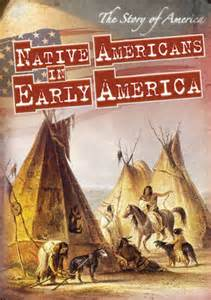 The Story of America
NATIVE AMERICANS
IN
EARLY AMERICA